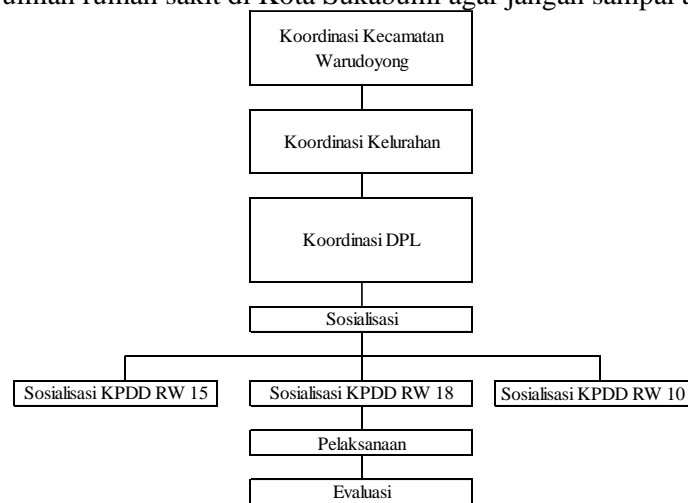 rumah sakit di Kota Sukabumi agar jangan sampai
Koordinasi Kecamatan
Warudoyong
Koordinasi Kelurahan
Koordinasi DPL
Sosialisasi
Sosialisasi KPDD RW 15
Sosialisasi KPDD RW 18
Sosialisasi KPDD RW 10
Pelaksanaan
Evaluasi